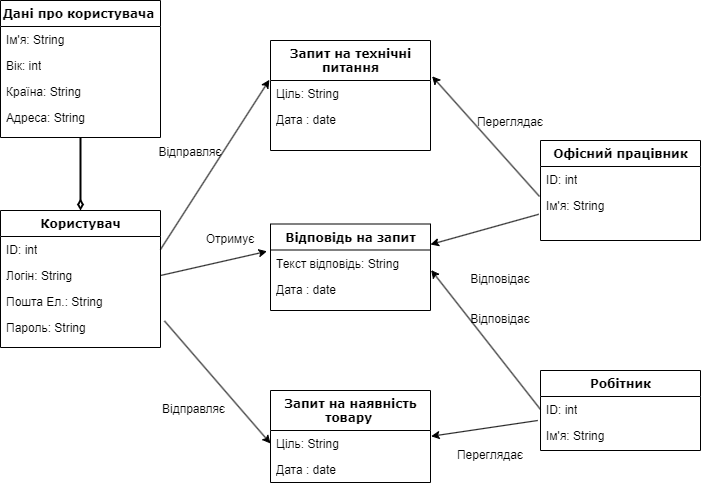 Дані про користувача
Ім'я: String
Вік: int
Країна: String
Адреса: String
Користувач
ID: int
Логін: String
Пошта Ел.: String
Пароль: String
Відправляє
Отримує
Відправляє
Запит на технічні
питання
Ціль: String
Дата : date
Відповідь на запит
Текст відповідь: String
Дата : date
Запит на наявність
товару
Ціль: String
Дата : date
Переглядає
Відповідає
Відповідає
Переглядає
Офісний працівник
ID: int
Ім'я: String
Робітник
ID: int
Ім'я: String